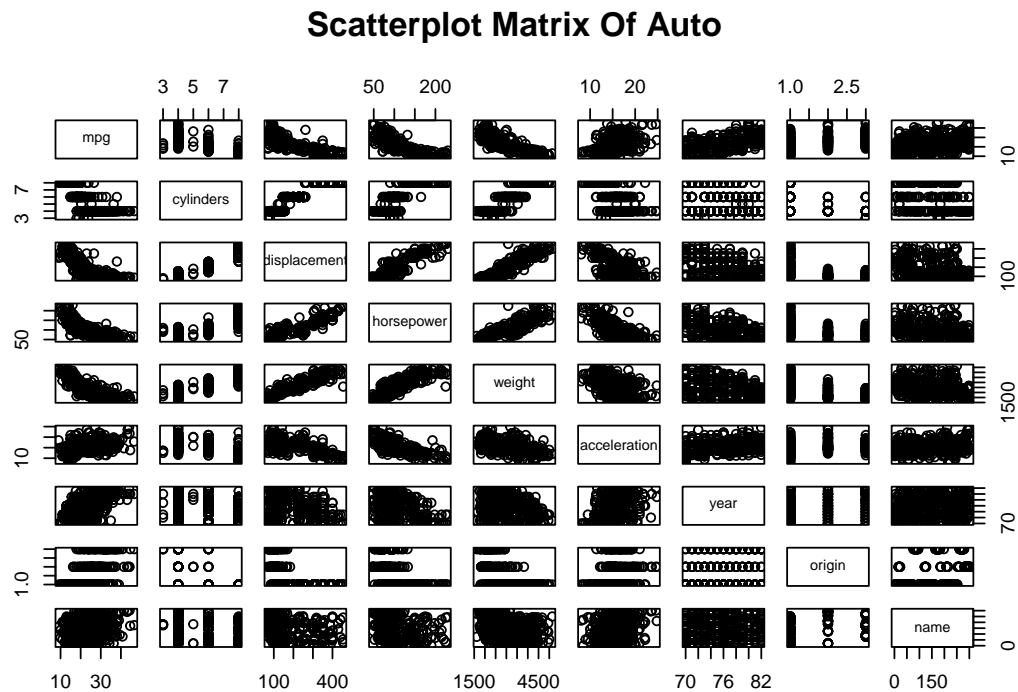 Scatterplot Matrix Of Auto
3 5 7
50 200
10 20
1.0 2.5
mpg
10
3 7
cylinders
displacement
100
50
horsepower
weight
1500
10
acceleration
year
70
1.0
origin
name
0
10 30
100 400
1500 4500
70 76 82
0 150